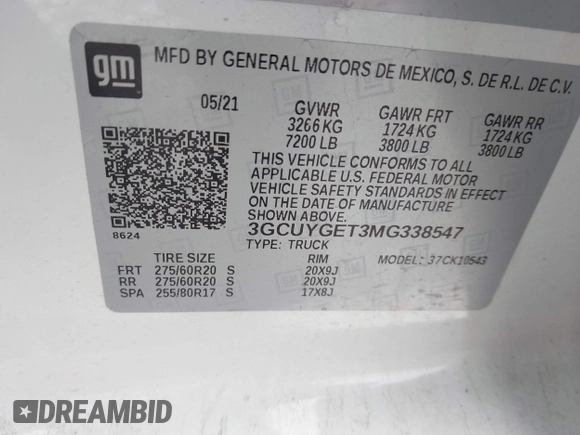 gm
MFD BY GENERAL MOTORS DE MEXICO, S. DE R.L. DE C.V.
05/21 GVWR GAWR FRT GAWR RR
3266 KG 1724 KG 1724 KG
7200 LB 3800 LB 3800 LB
THIS VEHICLE CONFORMS TO ALL
APPLICABLE U.S. FEDERAL MOTOR
VEHICLE SAFETY STANDARDS IN EFFECT
ON THE DATE OF MANUFACTURE
SHOWN ABOVE.
8624 3GCUYGET3MG338547
TYPE: TRUCK MODEL: 37CK10543
TIRE SIZE RIM
FRT 275/60R20 S 20X9J
RR 275/60R20 S 20X9J
SPA 255/80R17 S 17X8J
DREAMBID